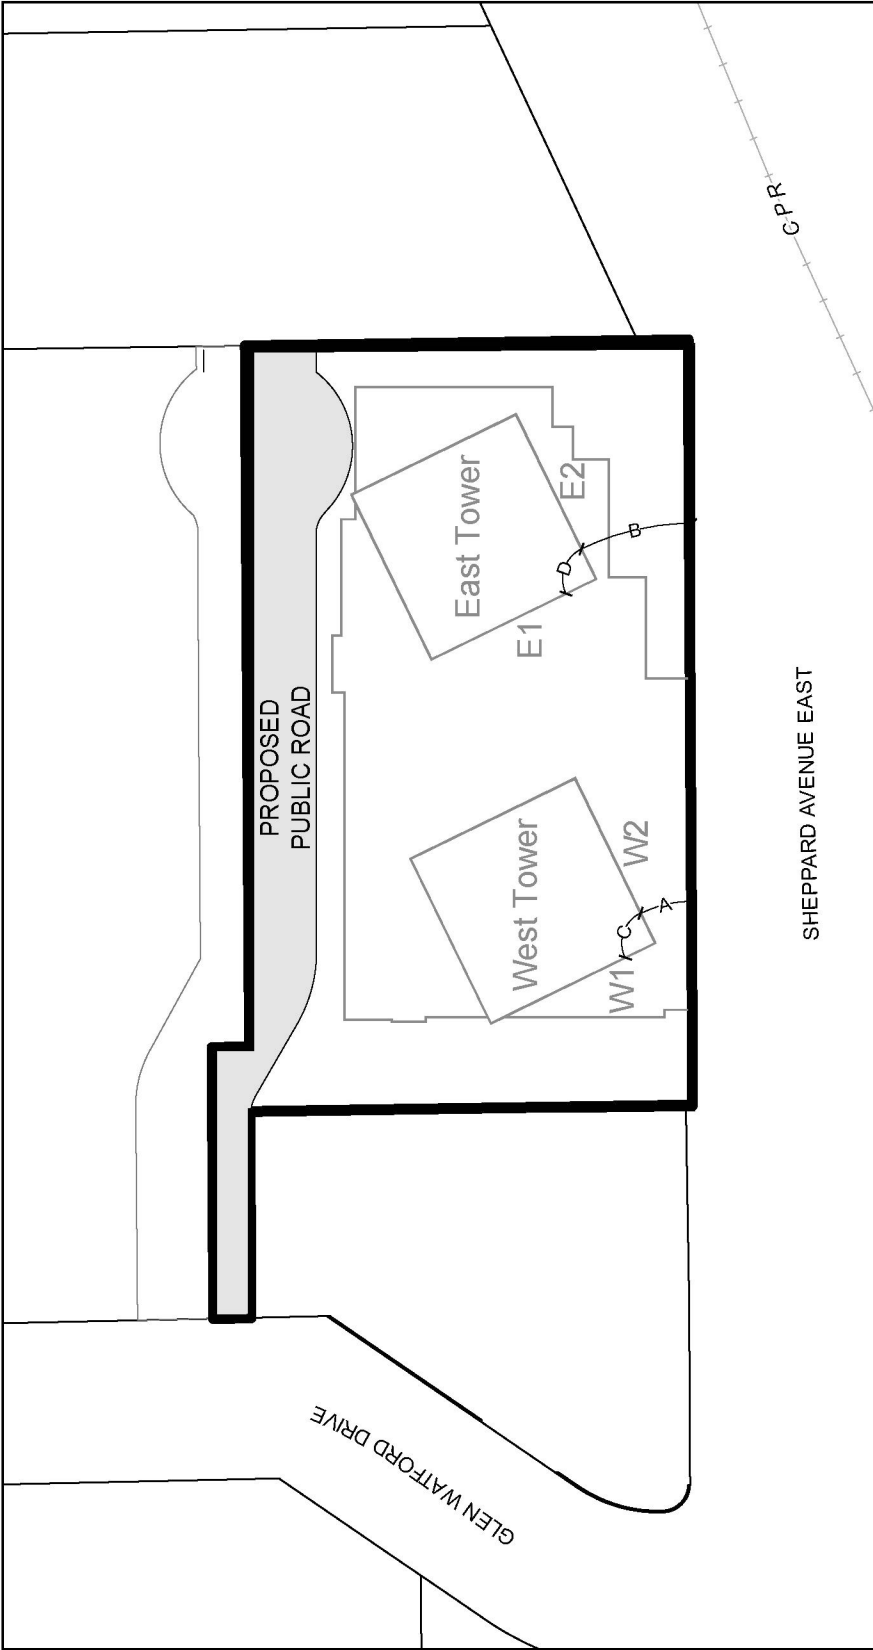 GLEN WATFORD DRIVE
PROPOSED
PUBLIC ROAD
West Tower
W1
W2
C
A
East Tower
E1
E2
D
B
SHEPPARD AVENUE EAST
CPR